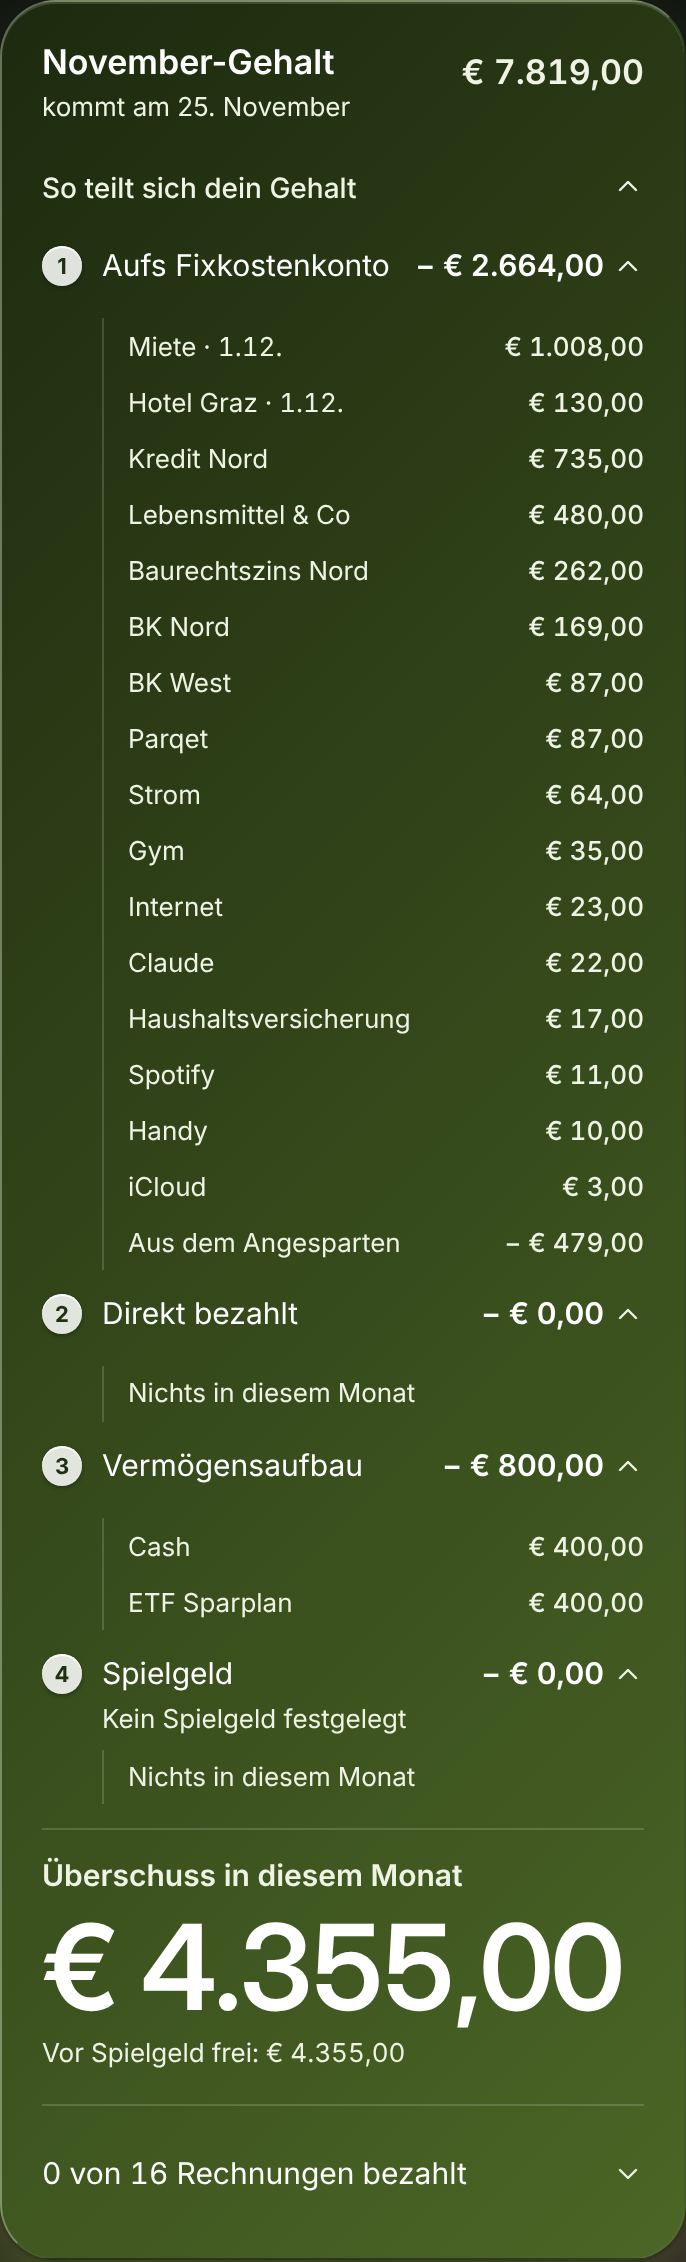 November-Gehalt
€ 7.819,00
kommt am 25. November
So teilt sich dein Gehalt
1 Aufs Fixkostenkonto – € 2.664,00
Miete · 1.12. € 1.008,00
Hotel Graz · 1.12. € 130,00
Kredit Nord € 735,00
Lebensmittel & Co € 480,00
Baurechtszins Nord € 262,00
BK Nord € 169,00
BK West € 87,00
Parqet € 87,00
Strom € 64,00
Gym € 35,00
Internet € 23,00
Claude € 22,00
Haushaltsversicherung € 17,00
Spotify € 11,00
Handy € 10,00
iCloud € 3,00
Aus dem Angesparten – € 479,00
2 Direkt bezahlt – € 0,00
Nichts in diesem Monat
3 Vermögensaufbau – € 800,00
Cash € 400,00
ETF Sparplan € 400,00
4 Spielgeld – € 0,00
Kein Spielgeld festgelegt
Nichts in diesem Monat
Überschuss in diesem Monat
€ 4.355,00
Vor Spielgeld frei: € 4.355,00
0 von 16 Rechnungen bezahlt